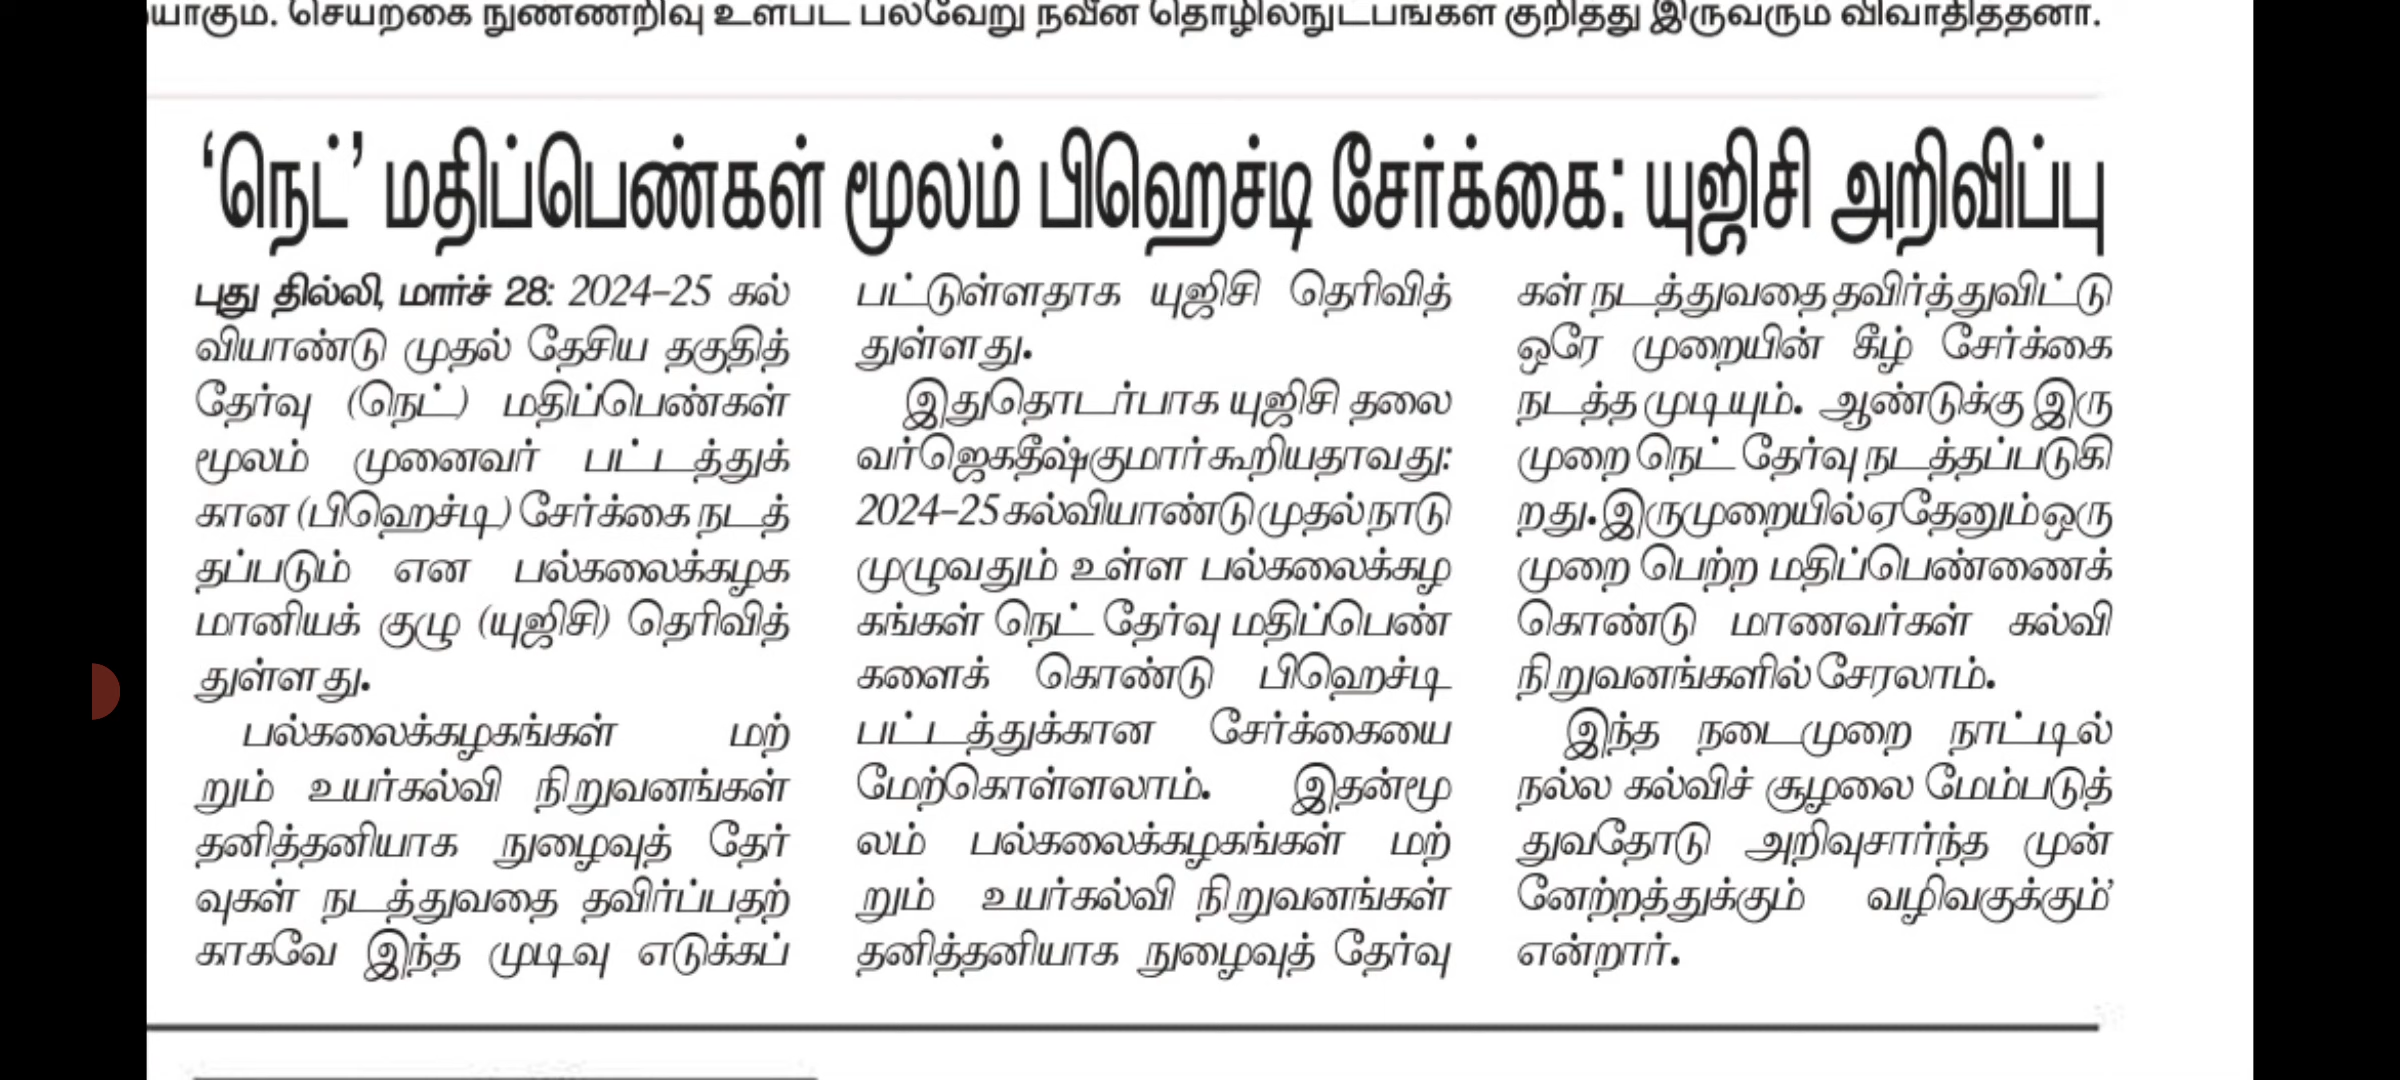 யாகும். செயற்கை நுண்ணறிவு உள்பட பல்வேறு நவீன தொழில்நுட்பங்கள் குறித்து இருவரும் விவாதித்தனர்.
‘நெட்’ மதிப்பெண்கள் மூலம் பிஹெச்டி சேர்க்கை: யுஜிசி அறிவிப்பு
புது தில்லி, மார்ச் 28: 2024-25 கல்
வியாண்டு முதல் தேசிய தகுதித்
தேர்வு (நெட்) மதிப்பெண்கள்
மூலம் முனைவர் பட்டத்துக்
கான (பிஹெச்டி) சேர்க்கை நடத்
தப்படும் என பல்கலைக்கழக
மானியக் குழு (யுஜிசி) தெரிவித்
துள்ளது.
பல்கலைக்கழகங்கள் மற்
றும் உயர்கல்வி நிறுவனங்கள்
தனித்தனியாக நுழைவுத் தேர்
வுகள் நடத்துவதை தவிர்ப்பதற்
காகவே இந்த முடிவு எடுக்கப்
பட்டுள்ளதாக யுஜிசி தெரிவித்
துள்ளது.
இதுதொடர்பாக யுஜிசி தலை
வர் ஜெகதீஷ்குமார் கூறியதாவது:
2024-25 கல்வியாண்டு முதல் நாடு
முழுவதும் உள்ள பல்கலைக்கழ
கங்கள் நெட் தேர்வு மதிப்பெண்
களைக் கொண்டு பிஹெச்டி
பட்டத்துக்கான சேர்க்கையை
மேற்கொள்ளலாம். இதன்மூ
லம் பல்கலைக்கழகங்கள் மற்
றும் உயர்கல்வி நிறுவனங்கள்
தனித்தனியாக நுழைவுத் தேர்வு
கள் நடத்துவதை தவிர்த்துவிட்டு
ஒரே முறையின் கீழ் சேர்க்கை
நடத்த முடியும். ஆண்டுக்கு இரு
முறை நெட் தேர்வு நடத்தப்படுகி
றது. இருமுறையில் ஏதேனும் ஒரு
முறை பெற்ற மதிப்பெண்ணைக்
கொண்டு மாணவர்கள் கல்வி
நிறுவனங்களில் சேரலாம்.
இந்த நடைமுறை நாட்டில்
நல்ல கல்விச் சூழலை மேம்படுத்
துவதோடு அறிவுசார்ந்த முன்
னேற்றத்துக்கும் வழிவகுக்கும்’
என்றார்.